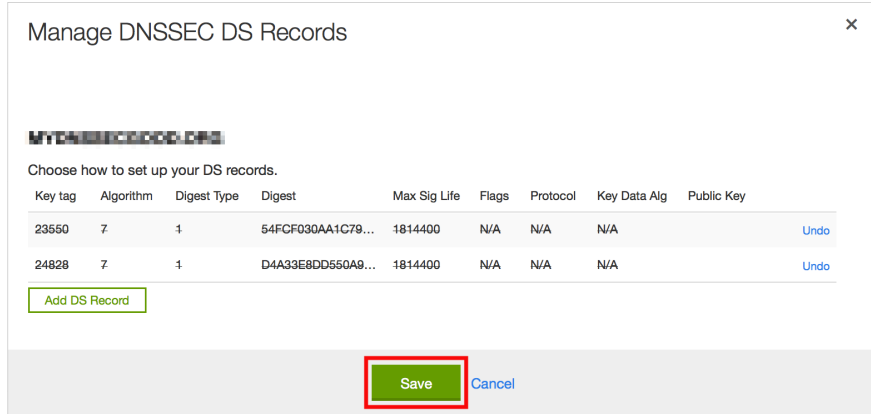 Manage DNSSEC DS Records ×
Choose how to set up your DS records.
Key tag Algorithm Digest Type Digest Max Sig Life Flags Protocol Key Data Alg Public Key
23550 7 1 54FCF030AA1C79... 1814400 N/A N/A N/A Undo
24828 7 1 D4A33E8DD550A9... 1814400 N/A N/A N/A Undo
Add DS Record
Save Cancel